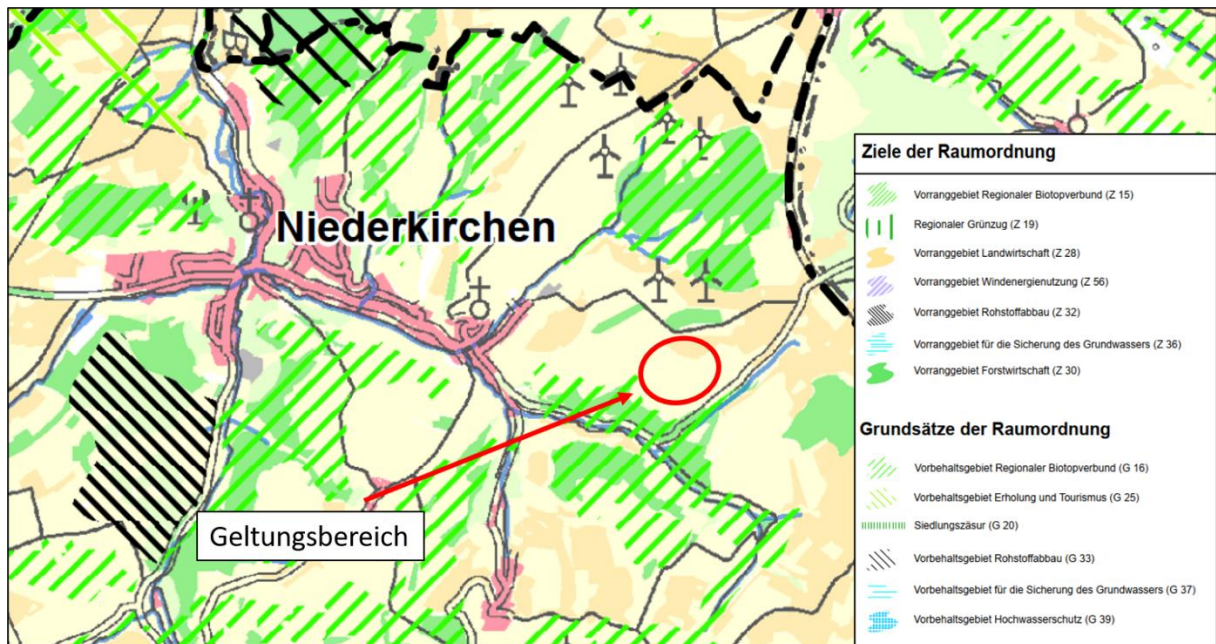 Niederkirchen
Geltungsbereich
Ziele der Raumordnung
Vorranggebiet Regionaler Biotopverbund (Z 15)
Regionaler Grünzug (Z 19)
Vorranggebiet Landwirtschaft (Z 28)
Vorranggebiet Windenergienutzung (Z 56)
Vorranggebiet Rohstoffabbau (Z 32)
Vorranggebiet für die Sicherung des Grundwassers (Z 36)
Vorranggebiet Forstwirtschaft (Z 30)
Grundsätze der Raumordnung
Vorbehaltsgebiet Regionaler Biotopverbund (G 16)
Vorbehaltsgebiet Erholung und Tourismus (G 25)
Siedlungszäsur (G 20)
Vorbehaltsgebiet Rohstoffabbau (G 33)
Vorbehaltsgebiet für die Sicherung des Grundwassers (G 37)
Vorbehaltsgebiet Hochwasserschutz (G 39)